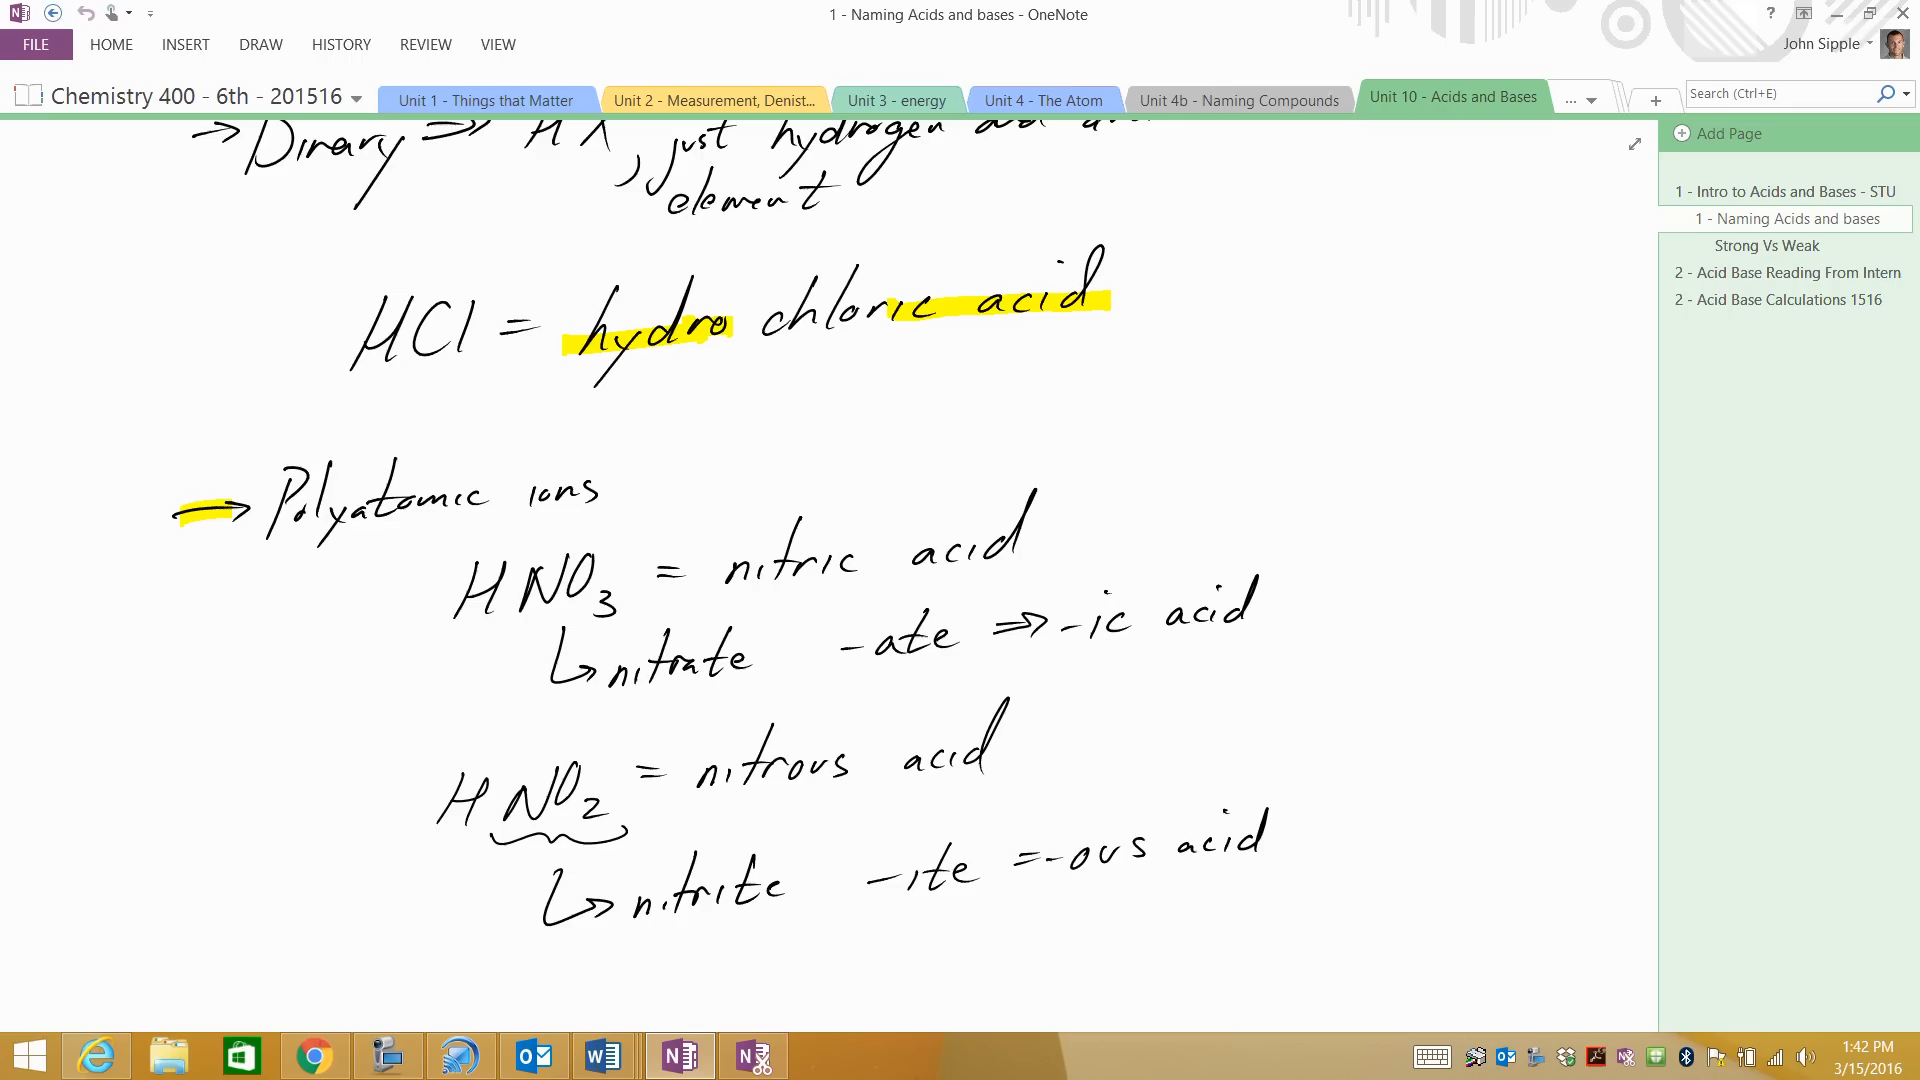 1 - Naming Acids and bases - OneNote
FILE HOME INSERT DRAW HISTORY REVIEW VIEW
John Sipple
Chemistry 400 - 6th - 201516
Unit 1 - Things that Matter
Unit 2 - Measurement, Denist...
Unit 3 - energy
Unit 4 - The Atom
Unit 4b - Naming Compounds
Unit 10 - Acids and Bases
...
Search (Ctrl+E)
Add Page
1 - Intro to Acids and Bases - STU
1 - Naming Acids and bases
Strong Vs Weak
2 - Acid Base Reading From Intern
2 - Acid Base Calculations 1516
→ Binary ⇒ HX, just hydrogen and
element
HCl = hydro chloric acid
→ Polyatomic ions
HNO3 = nitric acid
↳ nitrate -ate ⇒ -ic acid
HNO2 = nitrous acid
↳ nitrite -ite = -ous acid
1:42 PM
3/15/2016